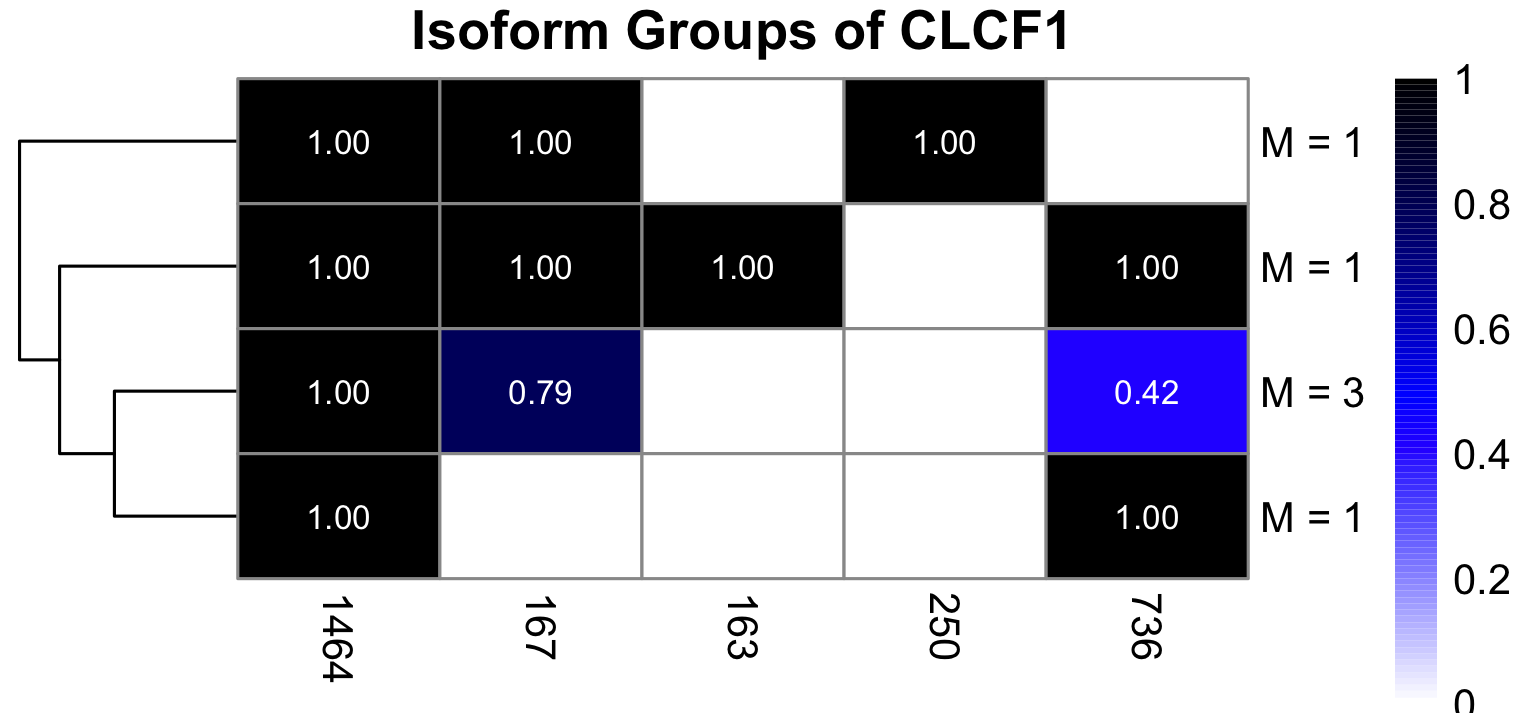 Isoform Groups of CLCF1
1.00 1.00 1.00 M = 1
1.00 1.00 1.00 1.00 M = 1
1.00 0.79 0.42 M = 3
1.00 1.00 M = 1
1464 167 163 250 736
1
0.8
0.6
0.4
0.2
0